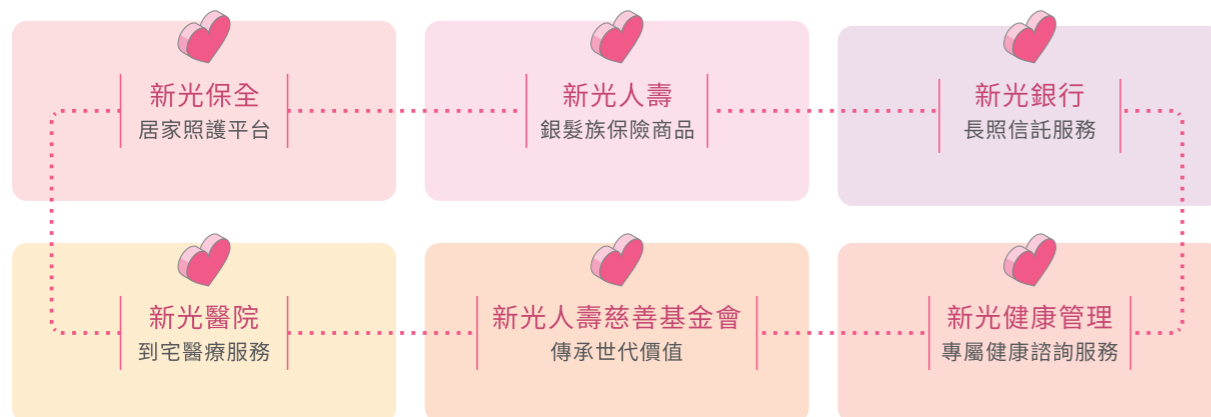 新光保全
居家照護平台
新光人壽
銀髮族保險商品
新光銀行
長照信託服務
新光醫院
到宅醫療服務
新光人壽慈善基金會
傳承世代價值
新光健康管理
專屬健康諮詢服務